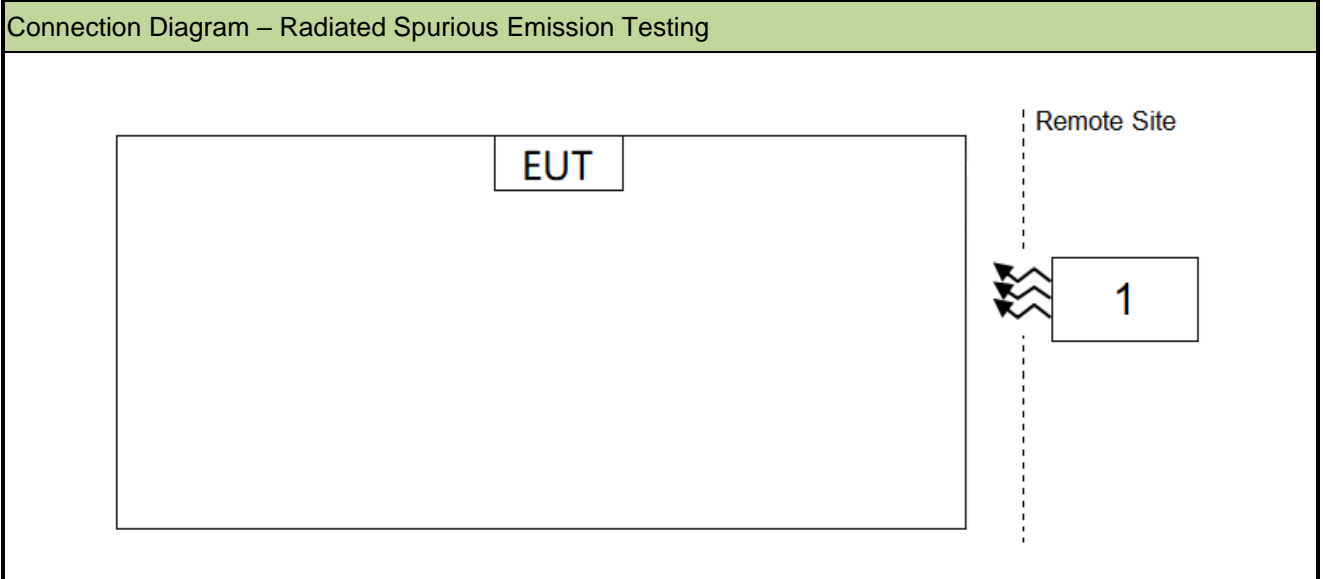 Connection Diagram – Radiated Spurious Emission Testing
Remote Site
EUT
1